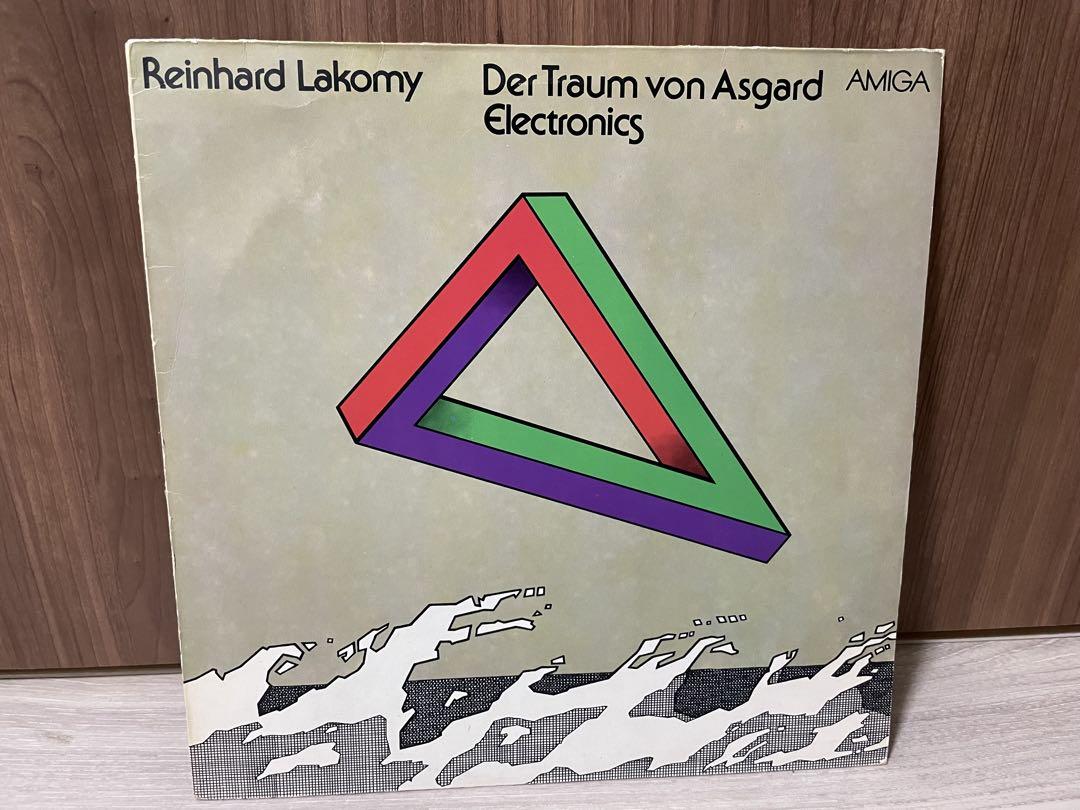 Reinhard Lakomy
Der Traum von Asgard
Electronics
AMIGA